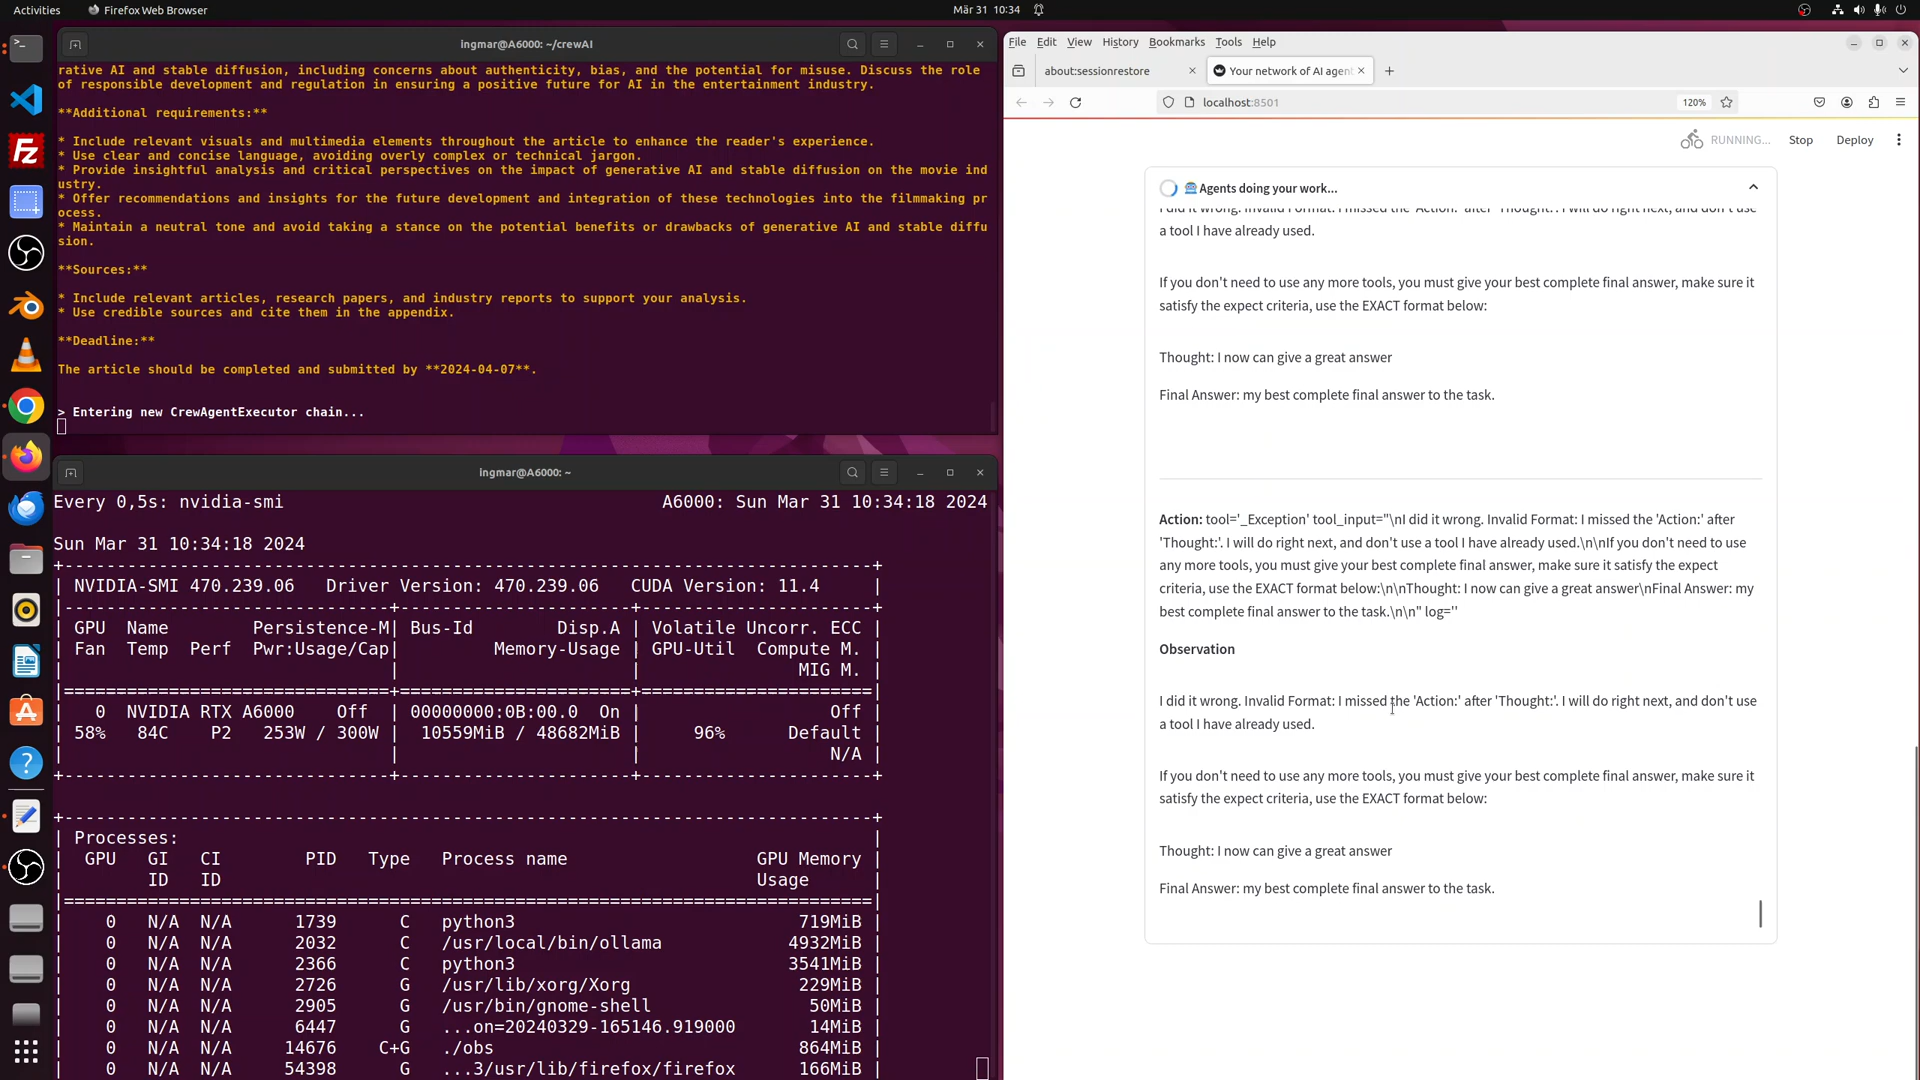 Activities
Firefox Web Browser
Mär 31 10:34
ingmar@A6000: ~/crewAI
rative AI and stable diffusion, including concerns about authenticity, bias, and the potential for misuse. Discuss the role
of responsible development and regulation in ensuring a positive future for AI in the entertainment industry.
**Additional requirements:**
* Include relevant visuals and multimedia elements throughout the article to enhance the reader's experience.
* Use clear and concise language, avoiding overly complex or technical jargon.
* Provide insightful analysis and critical perspectives on the impact of generative AI and stable diffusion on the movie ind
ustry.
* Offer recommendations and insights for the future development and integration of these technologies into the filmmaking pr
ocess.
* Maintain a neutral tone and avoid taking a stance on the potential benefits or drawbacks of generative AI and stable diffu
sion.
**Sources:**
* Include relevant articles, research papers, and industry reports to support your analysis.
* Use credible sources and cite them in the appendix.
**Deadline:**
The article should be completed and submitted by **2024-04-07**.
> Entering new CrewAgentExecutor chain...
ingmar@A6000: ~
Every 0,5s: nvidia-smi A6000: Sun Mar 31 10:34:18 2024
Sun Mar 31 10:34:18 2024
+-----------------------------------------------------------------------------+
| NVIDIA-SMI 470.239.06 Driver Version: 470.239.06 CUDA Version: 11.4 |
|-------------------------------+----------------------+----------------------+
| GPU Name Persistence-M| Bus-Id Disp.A | Volatile Uncorr. ECC |
| Fan Temp Perf Pwr:Usage/Cap| Memory-Usage | GPU-Util Compute M. |
| | | MIG M. |
|===============================+======================+======================|
| 0 NVIDIA RTX A6000 Off | 00000000:0B:00.0 On | Off |
| 58% 84C P2 253W / 300W | 10559MiB / 48682MiB | 96% Default |
| | | N/A |
+-------------------------------+----------------------+----------------------+
+-----------------------------------------------------------------------------+
| Processes: |
| GPU GI CI PID Type Process name GPU Memory |
| ID ID Usage |
|=============================================================================|
| 0 N/A N/A 1739 C python3 719MiB |
| 0 N/A N/A 2032 C /usr/local/bin/ollama 4932MiB |
| 0 N/A N/A 2366 C python3 3541MiB |
| 0 N/A N/A 2726 G /usr/lib/xorg/Xorg 229MiB |
| 0 N/A N/A 2905 G /usr/bin/gnome-shell 50MiB |
| 0 N/A N/A 6447 G ...on=20240329-165146.919000 14MiB |
| 0 N/A N/A 14676 C+G ./obs 864MiB |
| 0 N/A N/A 54398 G ...3/usr/lib/firefox/firefox 166MiB |
File Edit View History Bookmarks Tools Help
about:sessionrestore
Your network of AI agent
localhost:8501
120%
RUNNING... Stop Deploy
Agents doing your work...
I did it wrong. Invalid Format: I missed the 'Action:' after 'Thought:'. I will do right next, and don't use
a tool I have already used.
If you don't need to use any more tools, you must give your best complete final answer, make sure it
satisfy the expect criteria, use the EXACT format below:
Thought: I now can give a great answer
Final Answer: my best complete final answer to the task.
Action: tool='_Exception' tool_input="\nI did it wrong. Invalid Format: I missed the 'Action:' after
'Thought:'. I will do right next, and don't use a tool I have already used.\n\nIf you don't need to use
any more tools, you must give your best complete final answer, make sure it satisfy the expect
criteria, use the EXACT format below:\n\nThought: I now can give a great answer\nFinal Answer: my
best complete final answer to the task.\n\n" log=''
Observation
I did it wrong. Invalid Format: I missed the 'Action:' after 'Thought:'. I will do right next, and don't use
a tool I have already used.
If you don't need to use any more tools, you must give your best complete final answer, make sure it
satisfy the expect criteria, use the EXACT format below:
Thought: I now can give a great answer
Final Answer: my best complete final answer to the task.